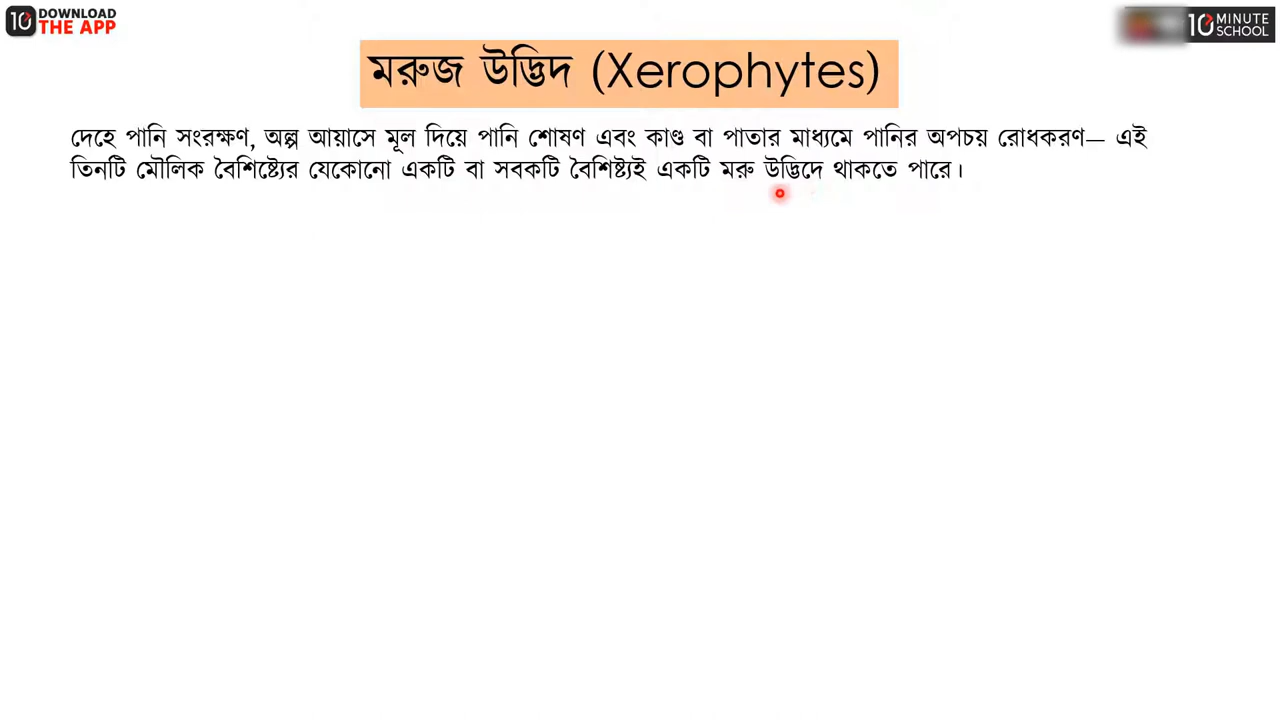 DOWNLOAD
THE APP
10 MINUTE
SCHOOL
মরুজ উদ্ভিদ (Xerophytes)
দেহে পানি সংরক্ষণ, অল্প আয়াসে মূল দিয়ে পানি শোষণ এবং কাণ্ড বা পাতার মাধ্যমে পানির অপচয় রোধকরণ— এই
তিনটি মৌলিক বৈশিষ্ট্যের যেকোনো একটি বা সবকটি বৈশিষ্ট্যই একটি মরু উদ্ভিদে থাকতে পারে।